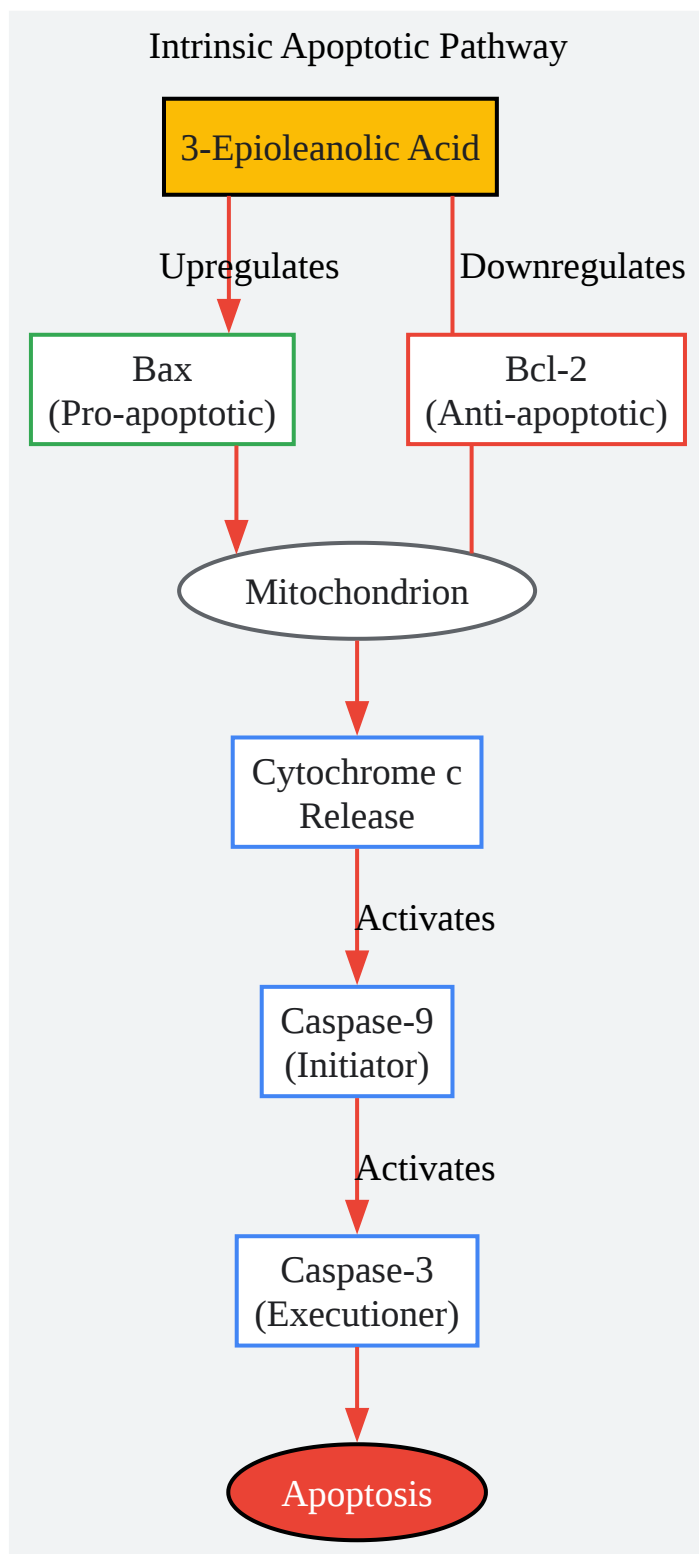 Intrinsic Apoptotic Pathway
3-Epioleanolic Acid
Upregulates
Downregulates
Bax
(Pro-apoptotic)
Bcl-2
(Anti-apoptotic)
Mitochondrion
Cytochrome c
Release
Activates
Caspase-9
(Initiator)
Activates
Caspase-3
(Executioner)
Apoptosis